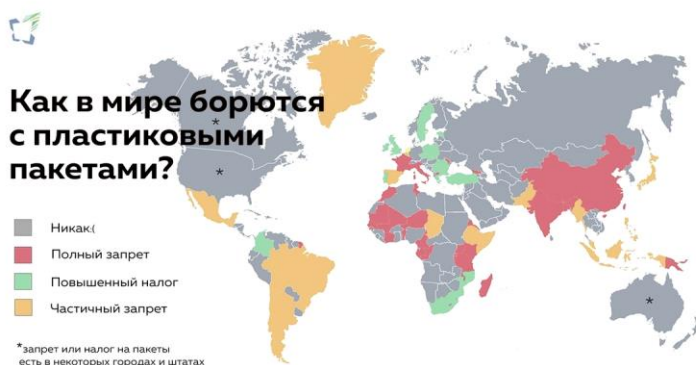 Как в мире борются
с пластиковыми
пакетами?
Никак:(
Полный запрет
Повышенный налог
Частичный запрет
*запрет или налог на пакеты
есть в некоторых городах и штатах
*
*
*